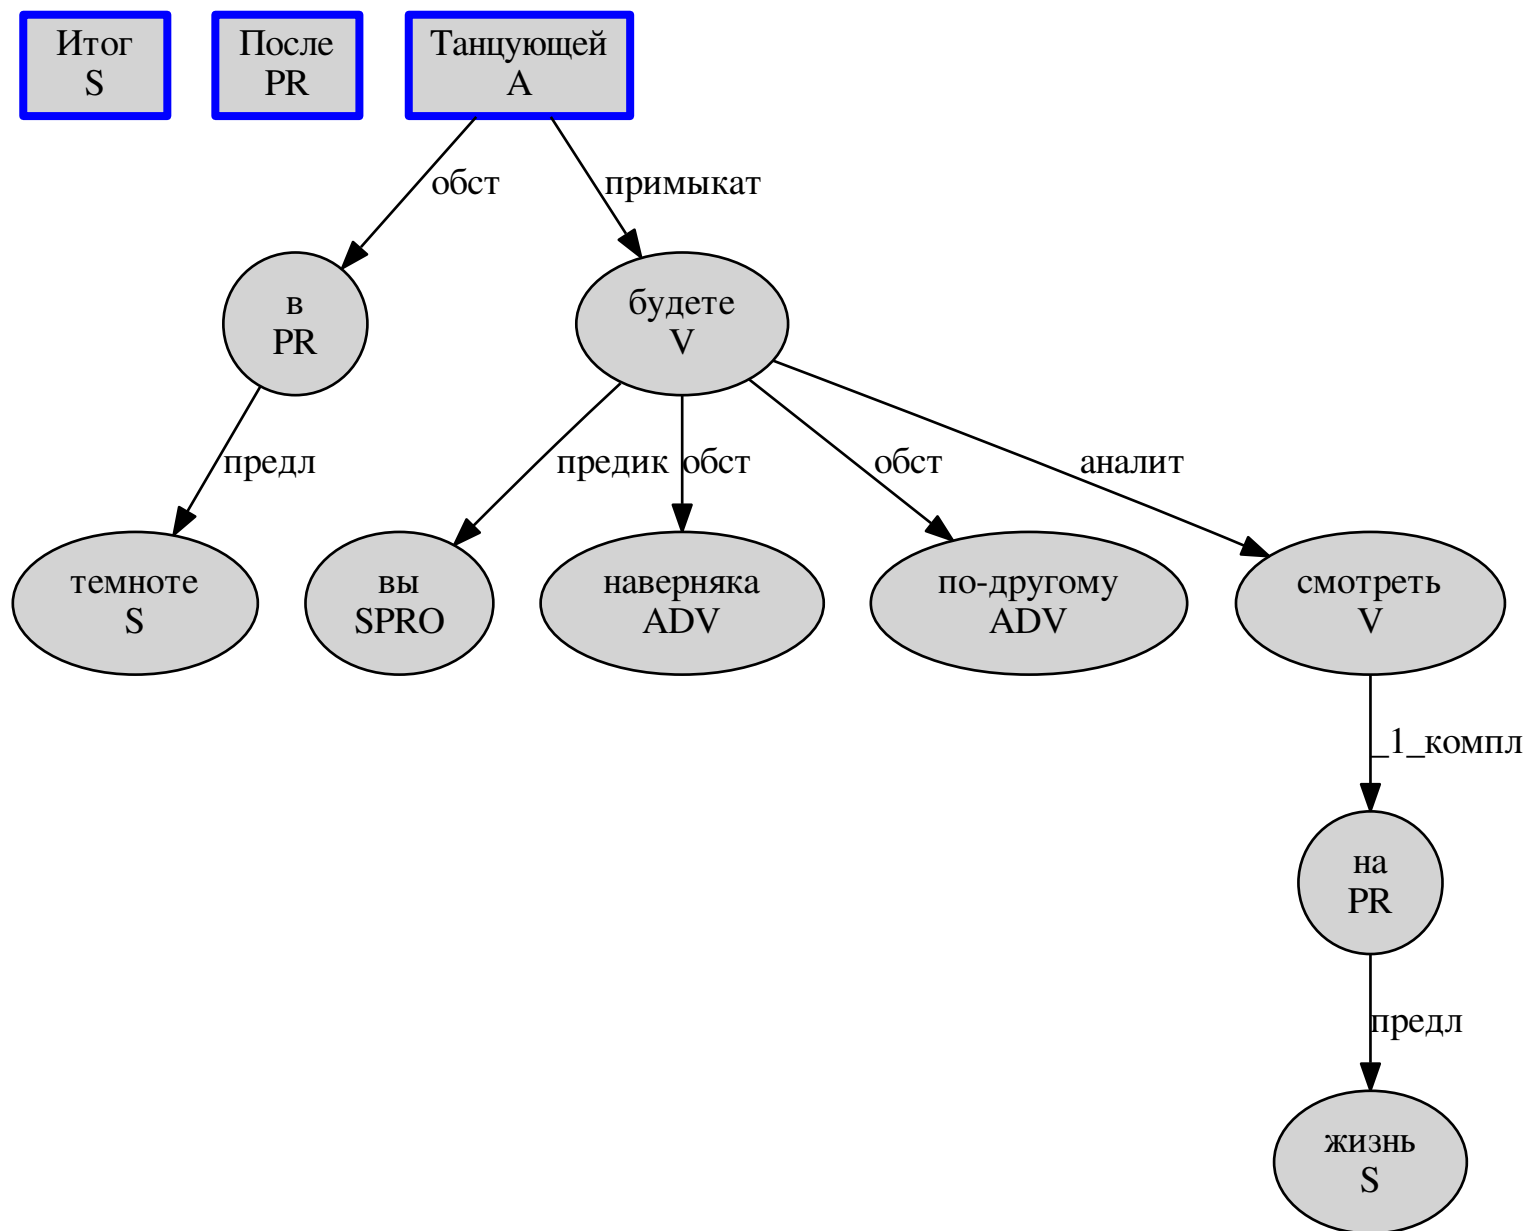 Итог
S
После
PR
Танцующей
A
обст
примыкат
в
PR
будете
V
предл
предик
обст
обст
аналит
темноте
S
вы
SPRO
наверняка
ADV
по-другому
ADV
смотреть
V
_1_компл
на
PR
предл
жизнь
S